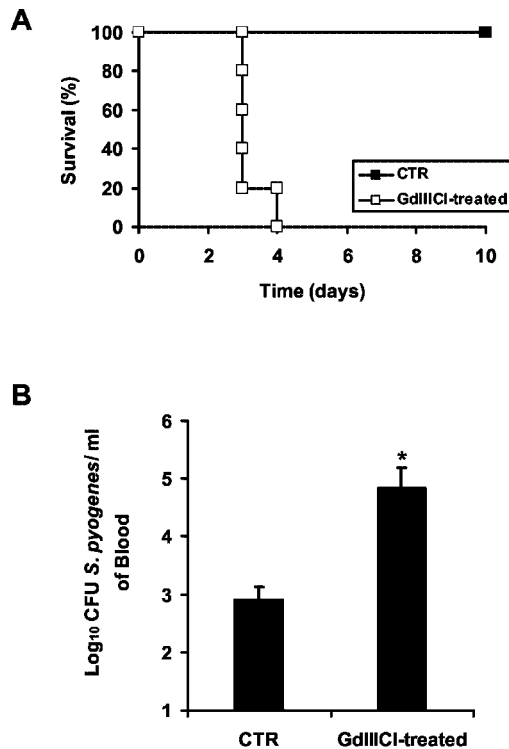 A
100
80
60
40
20
0
Survival (%)
CTR
GdIIICl-treated
0 2 4 6 8 10
Time (days)
B
6
5
4
3
2
1
Log10 CFU S. pyogenes/ ml
of Blood
*
CTR GdIIICl-treated